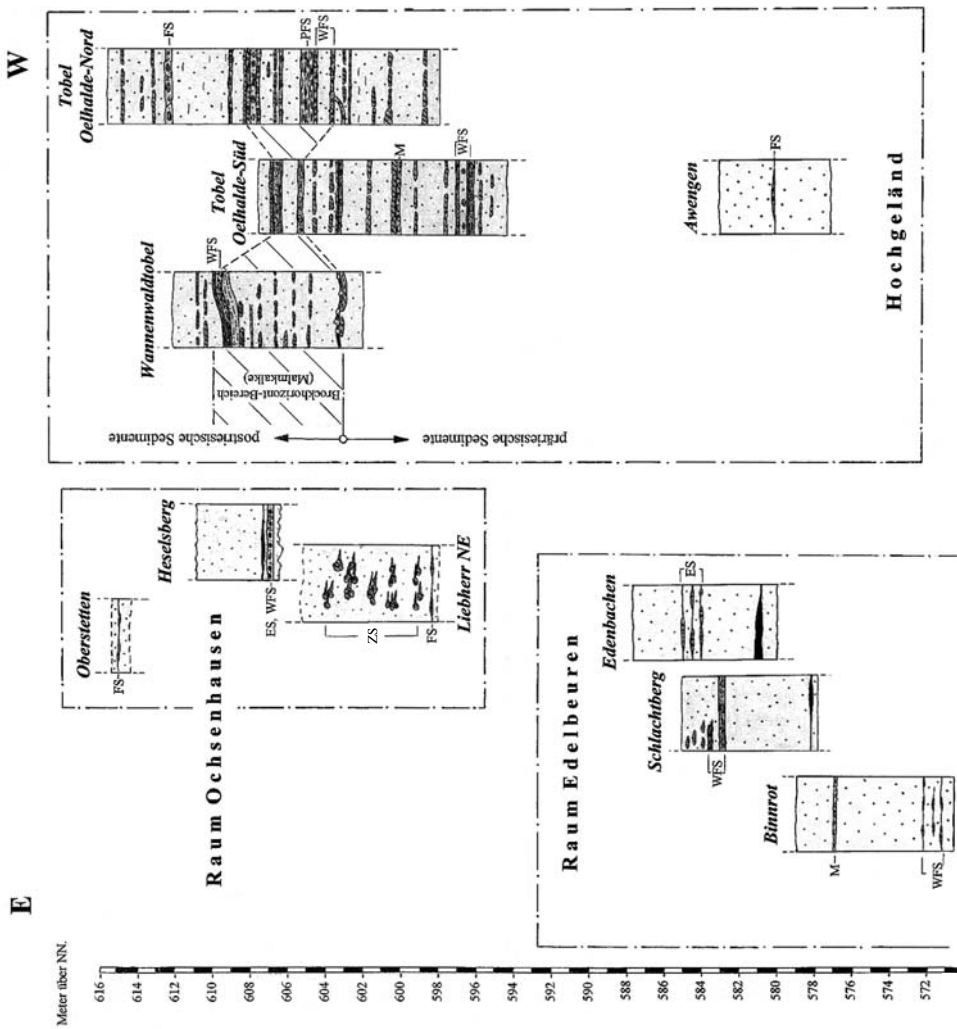 E
W
Meter über NN.
616
614
612
610
608
606
604
602
600
598
596
594
592
590
588
586
584
582
580
578
576
574
572
Raum Ochsenhausen
Oberstetten
FS
Heselsberg
ES, WFS
Liebherr NE
ZS
FS
Raum Edelbeuren
Binnrot
M
WFS
Schlachtberg
WFS
Edenbachen
ES
Hochgeländ
postriesische Sedimente
präriesische Sedimente
Brockhorizont-Bereich
(Malmkalke)
Wannenwaldtobel
WFS
Tobel
Oelhalde-Süd
M
WFS
Tobel
Oelhalde-Nord
FS
PFS
WFS
Awengen
FS